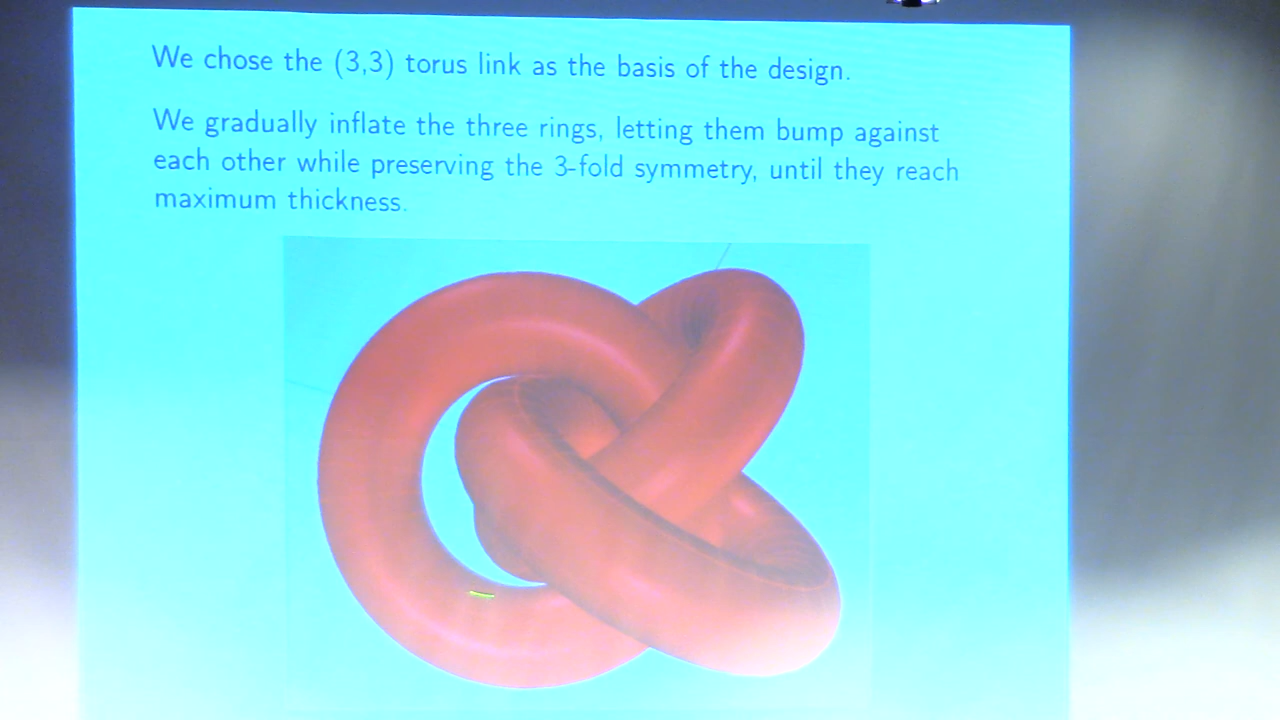 We chose the (3,3) torus link as the basis of the design.
We gradually inflate the three rings, letting them bump against
each other while preserving the 3-fold symmetry, until they reach
maximum thickness.